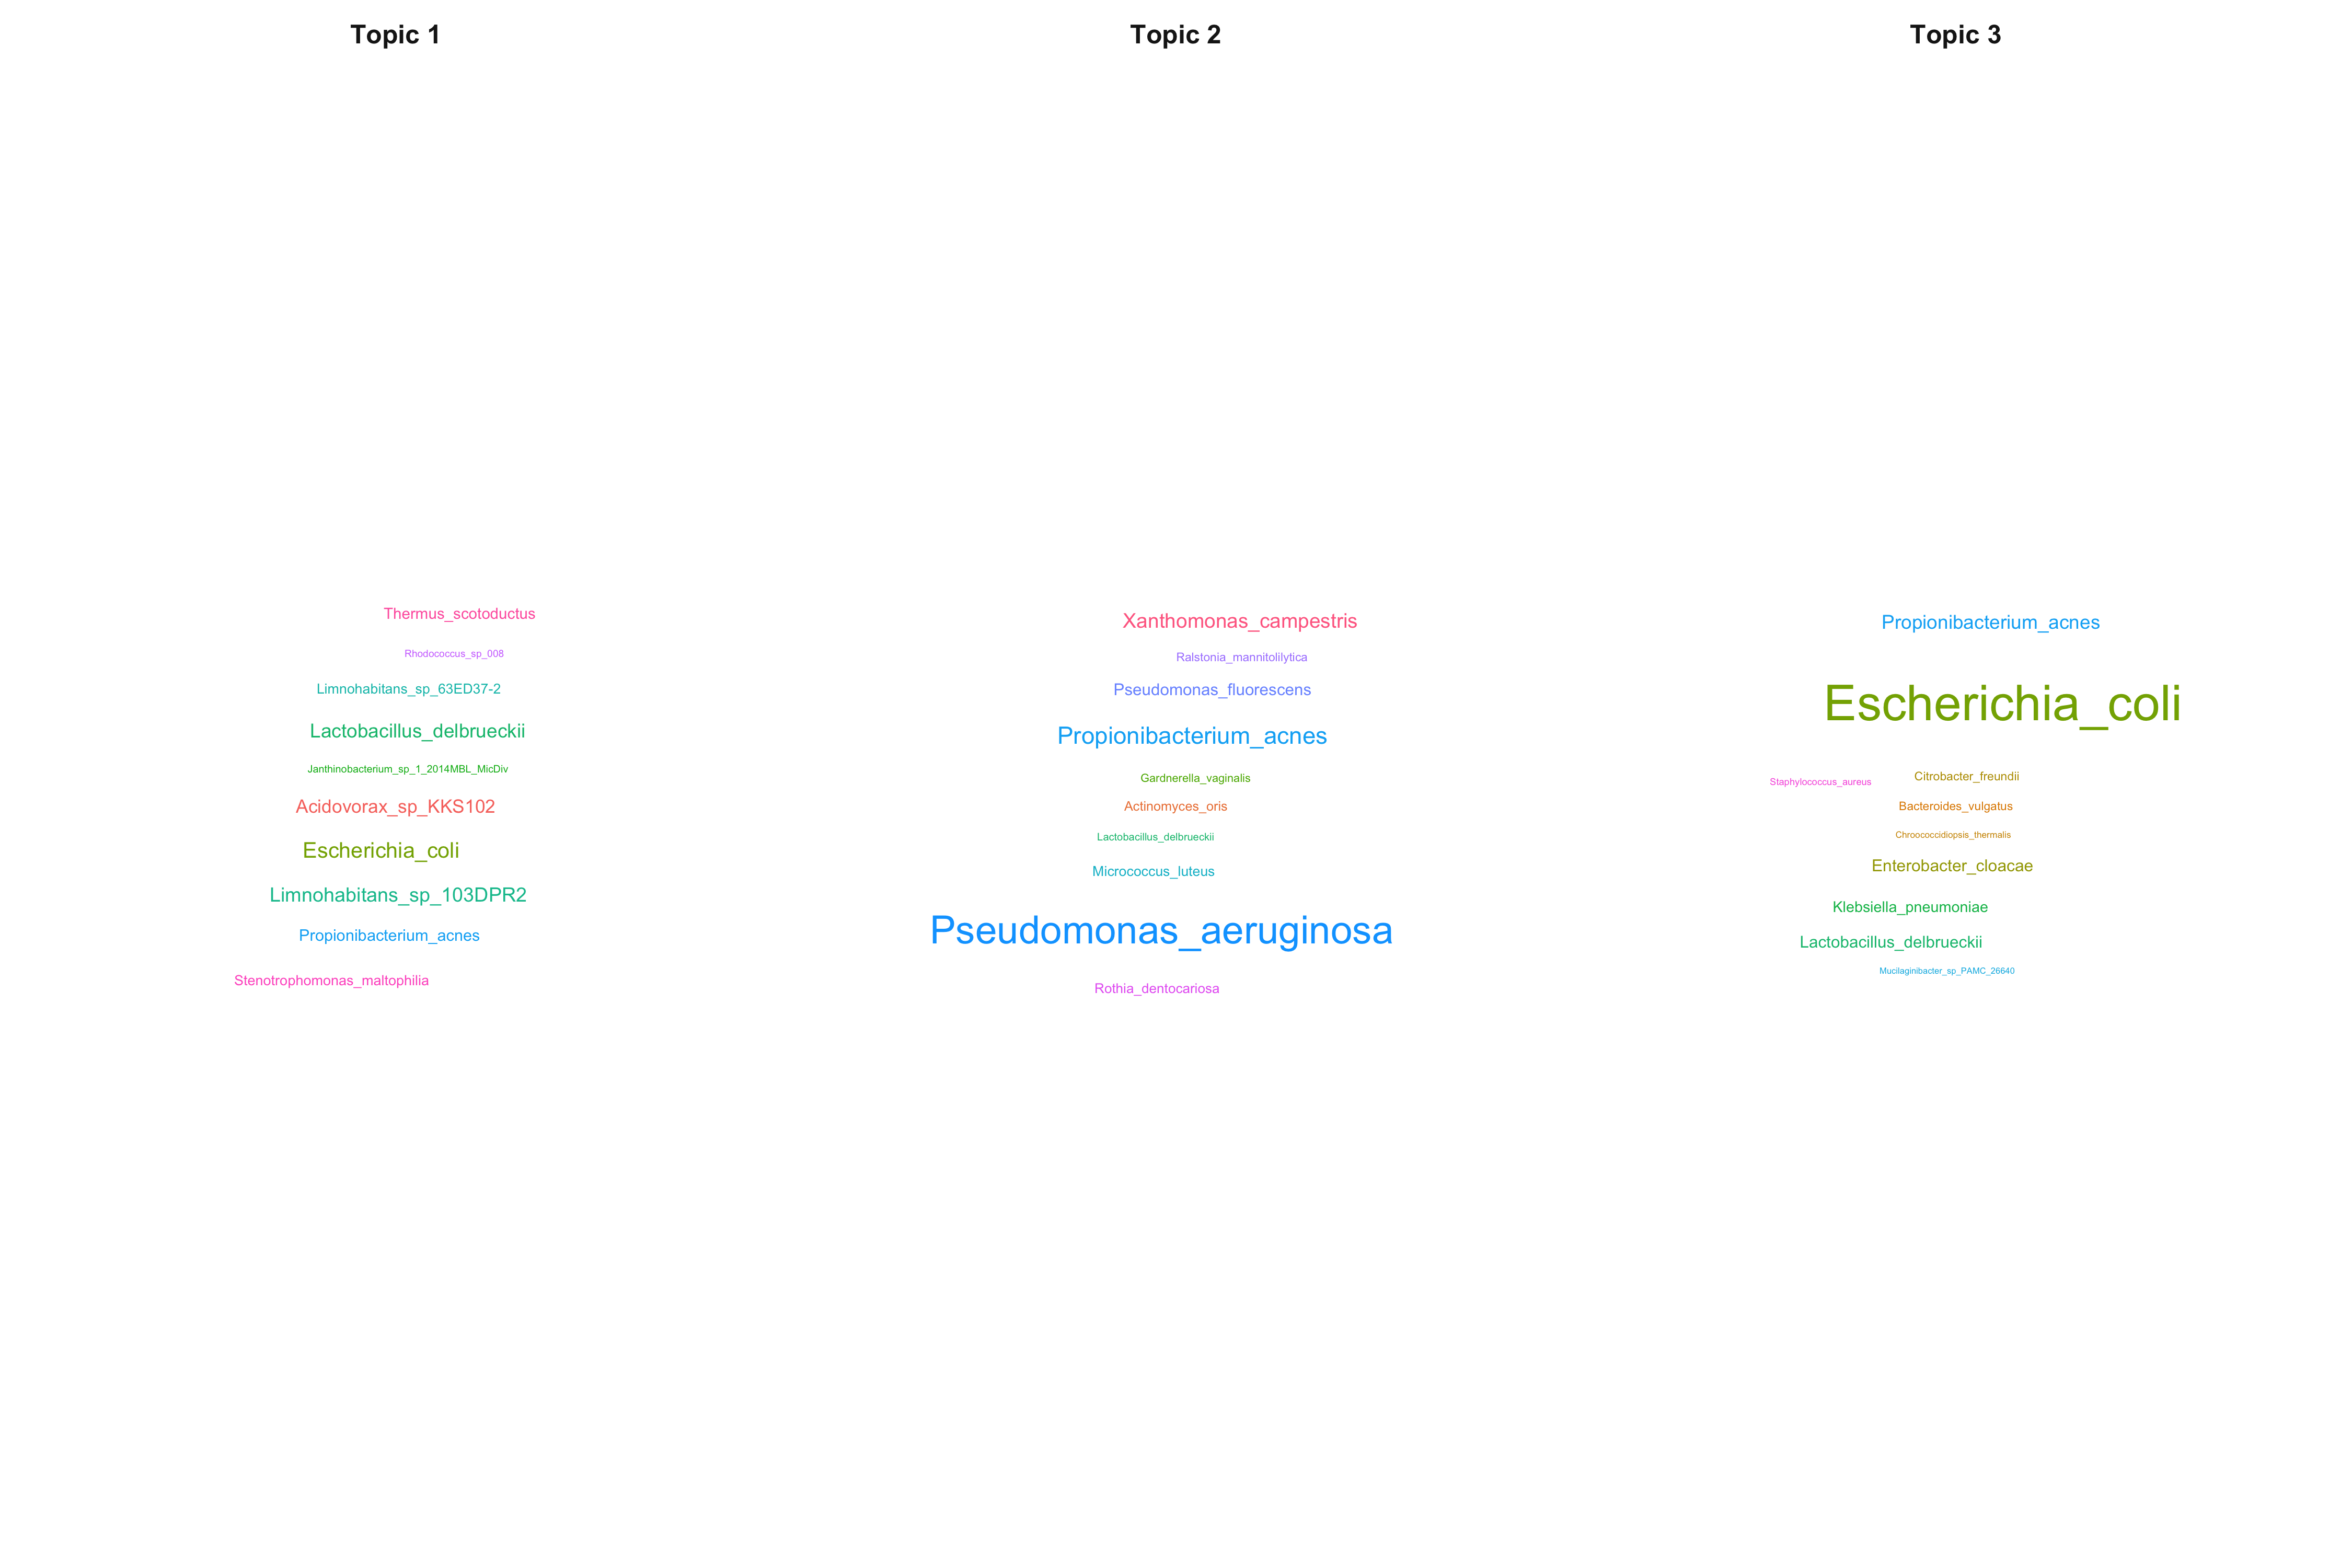 Topic 1
Thermus_scotoductus
Rhodococcus_sp_008
Limnohabitans_sp_63ED37-2
Lactobacillus_delbrueckii
Janthinobacterium_sp_1_2014MBL_MicDiv
Acidovorax_sp_KKS102
Escherichia_coli
Limnohabitans_sp_103DPR2
Propionibacterium_acnes
Stenotrophomonas_maltophilia
Topic 2
Xanthomonas_campestris
Ralstonia_mannitolilytica
Pseudomonas_fluorescens
Propionibacterium_acnes
Gardnerella_vaginalis
Actinomyces_oris
Lactobacillus_delbrueckii
Micrococcus_luteus
Pseudomonas_aeruginosa
Rothia_dentocariosa
Topic 3
Propionibacterium_acnes
Escherichia_coli
Staphylococcus_aureus
Citrobacter_freundii
Bacteroides_vulgatus
Chroococcidiopsis_thermalis
Enterobacter_cloacae
Klebsiella_pneumoniae
Lactobacillus_delbrueckii
Mucilaginibacter_sp_PAMC_26640